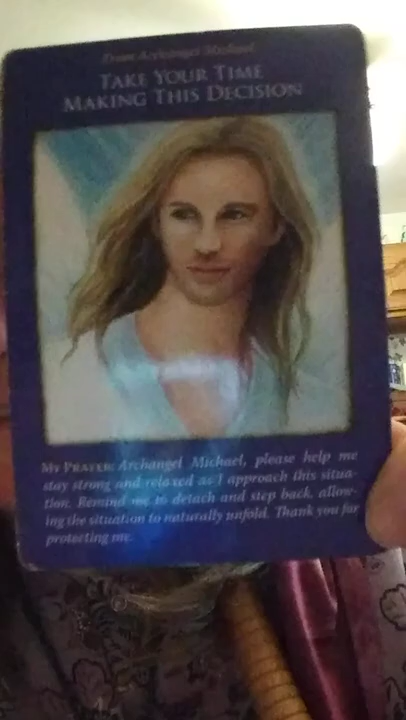 From Archangel Michael
TAKE YOUR TIME
MAKING THIS DECISION
MY PRAYER: Archangel Michael, please help me
stay strong and relaxed as I approach this situa-
tion. Remind me to detach and step back, allow-
ing the situation to naturally unfold. Thank you for
protecting me.